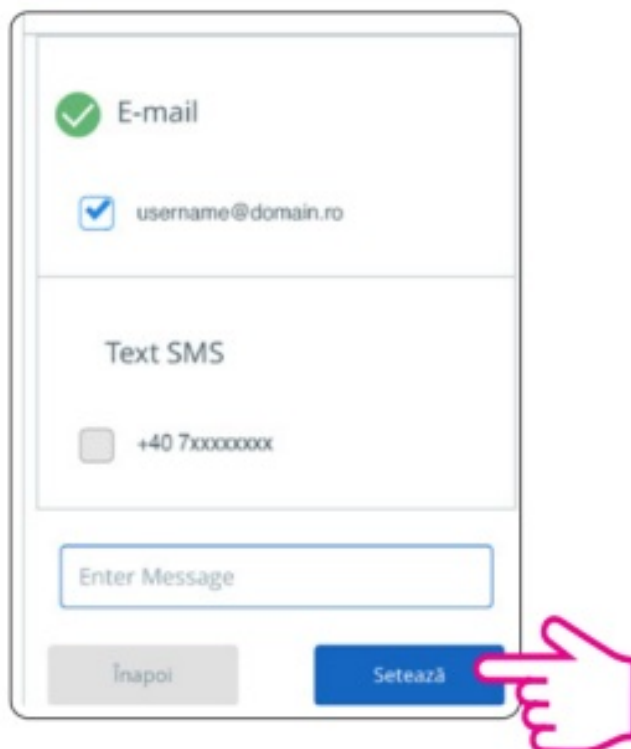 E-mail
username@domain.ro
Text SMS
+40 7xxxxxxxx
Enter Message
Înapoi
Setează